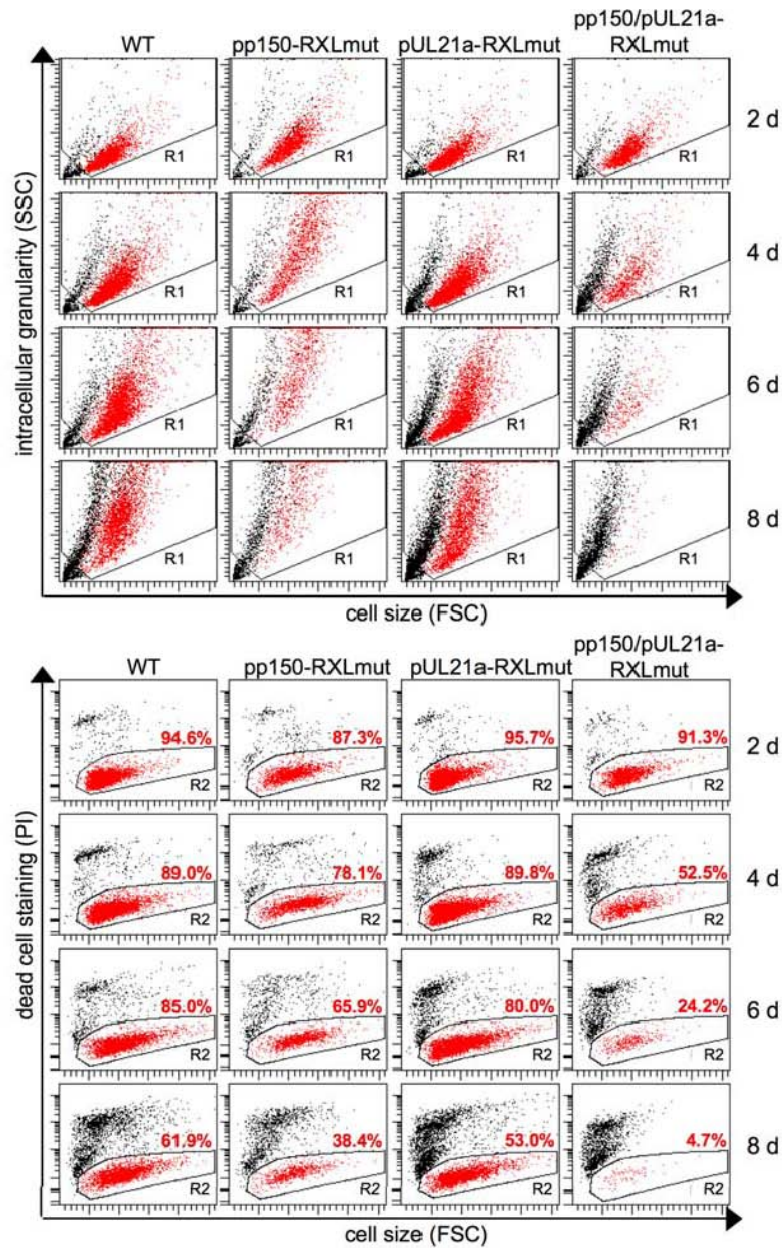 WT pp150-RXLmut pUL21a-RXLmut pp150/pUL21a-
RXLmut
intracellular granularity (SSC)
R1 R1 R1 R1 2 d
R1 R1 R1 R1 4 d
R1 R1 R1 R1 6 d
R1 R1 R1 R1 8 d
cell size (FSC)
WT pp150-RXLmut pUL21a-RXLmut pp150/pUL21a-
RXLmut
dead cell staining (PI)
94.6% 87.3% 95.7% 91.3% 2 d
R2 R2 R2 R2
89.0% 78.1% 89.8% 52.5% 4 d
R2 R2 R2 R2
85.0% 65.9% 80.0% 24.2% 6 d
R2 R2 R2 R2
61.9% 38.4% 53.0% 4.7% 8 d
R2 R2 R2 R2
cell size (FSC)